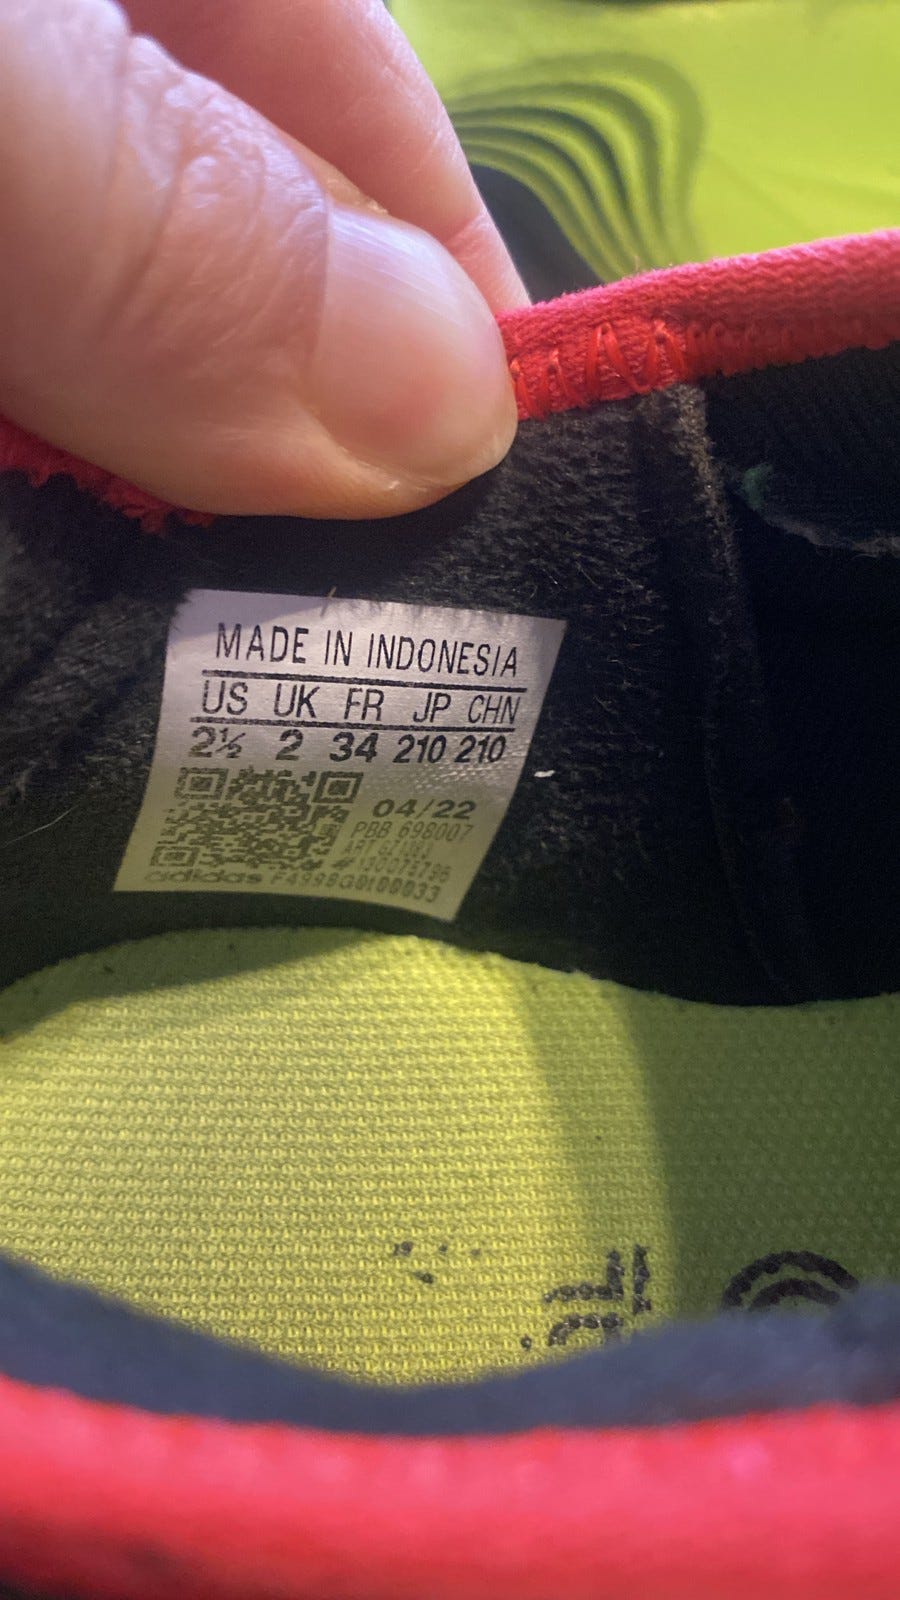 MADE IN INDONESIA
US UK FR JP CHN
2½ 2 34 210 210
04/22
PBB 698007
ART
adidas